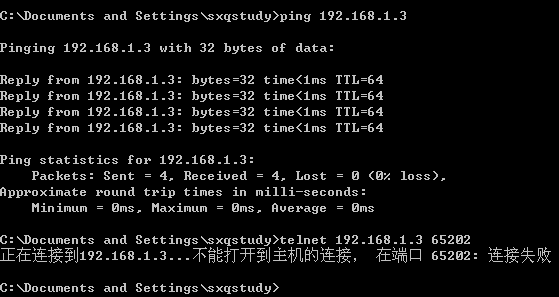 C:\Documents and Settings\sxqstudy>ping 192.168.1.3
Pinging 192.168.1.3 with 32 bytes of data:
Reply from 192.168.1.3: bytes=32 time<1ms TTL=64
Reply from 192.168.1.3: bytes=32 time<1ms TTL=64
Reply from 192.168.1.3: bytes=32 time<1ms TTL=64
Reply from 192.168.1.3: bytes=32 time<1ms TTL=64
Ping statistics for 192.168.1.3:
Packets: Sent = 4, Received = 4, Lost = 0 (0% loss),
Approximate round trip times in milli-seconds:
Minimum = 0ms, Maximum = 0ms, Average = 0ms
C:\Documents and Settings\sxqstudy>telnet 192.168.1.3 65202
正在连接到192.168.1.3...不能打开到主机的连接， 在端口 65202: 连接失败
C:\Documents and Settings\sxqstudy>